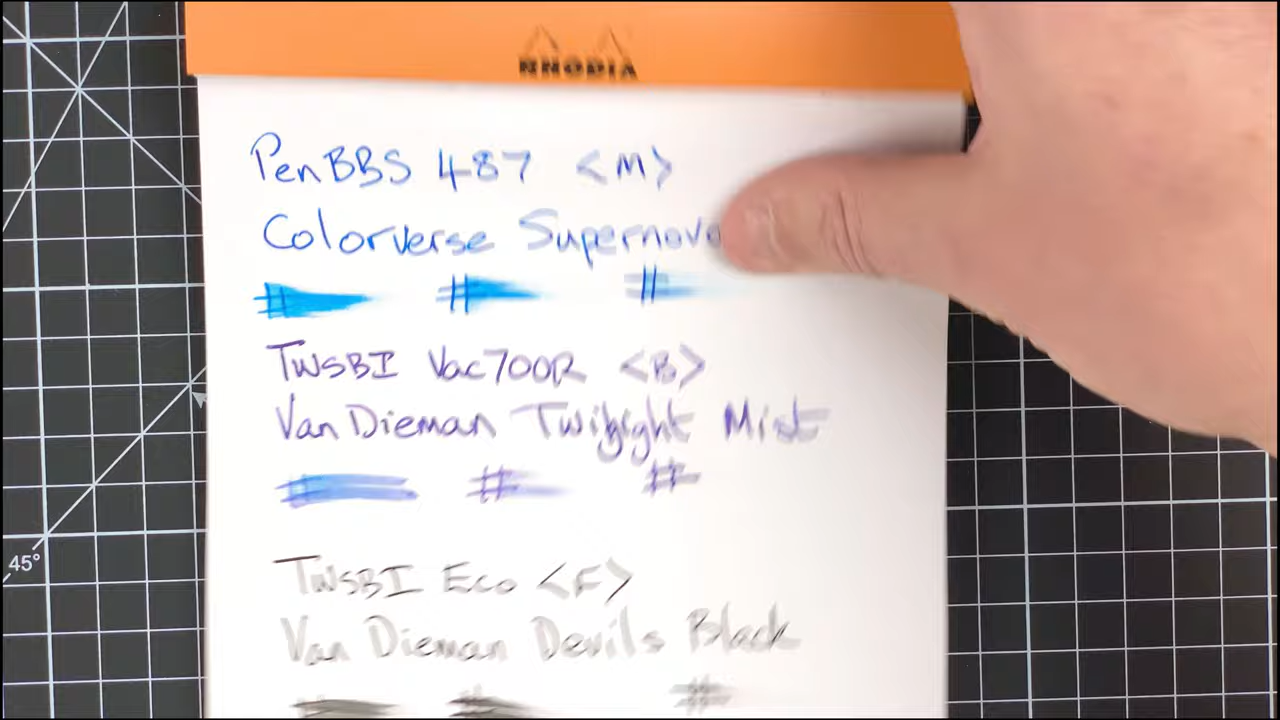 RHODIA
PenBBS 487 <M>
Colorverse Supernova
TWSBI Vac700R <B>
Van Dieman Twilight Mist
TWSBI Eco <F>
Van Dieman Devils Black
45°